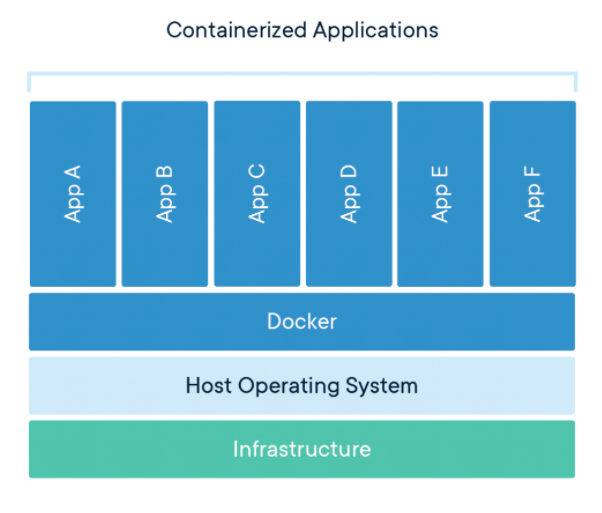 Containerized Applications
App A
App B
App C
App D
App E
App F
Docker
Host Operating System
Infrastructure